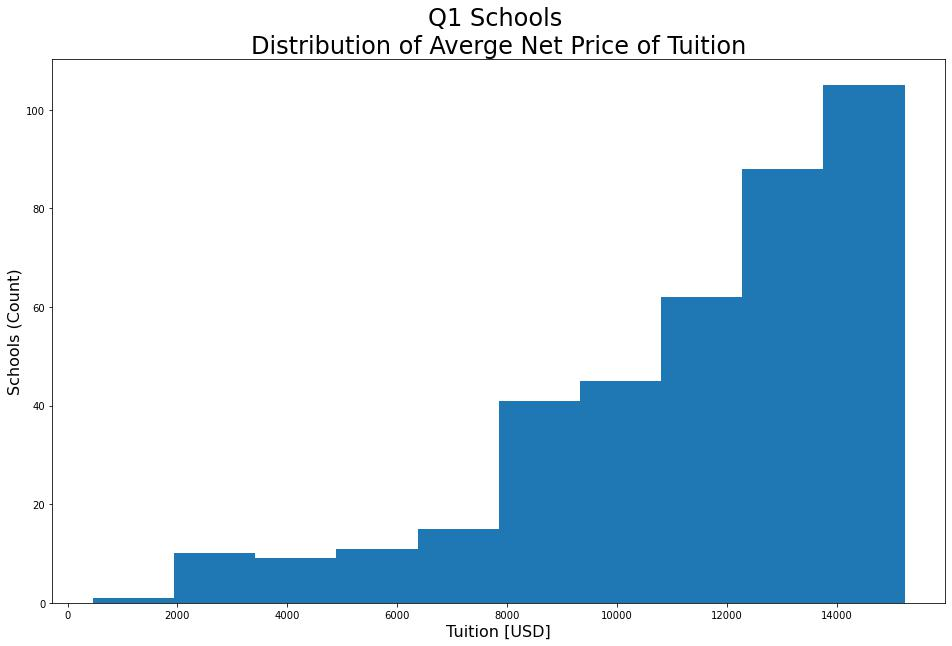 Q1 Schools
Distribution of Averge Net Price of Tuition
100
80
60
40
20
0
Schools (Count)
0 2000 4000 6000 8000 10000 12000 14000
Tuition [USD]